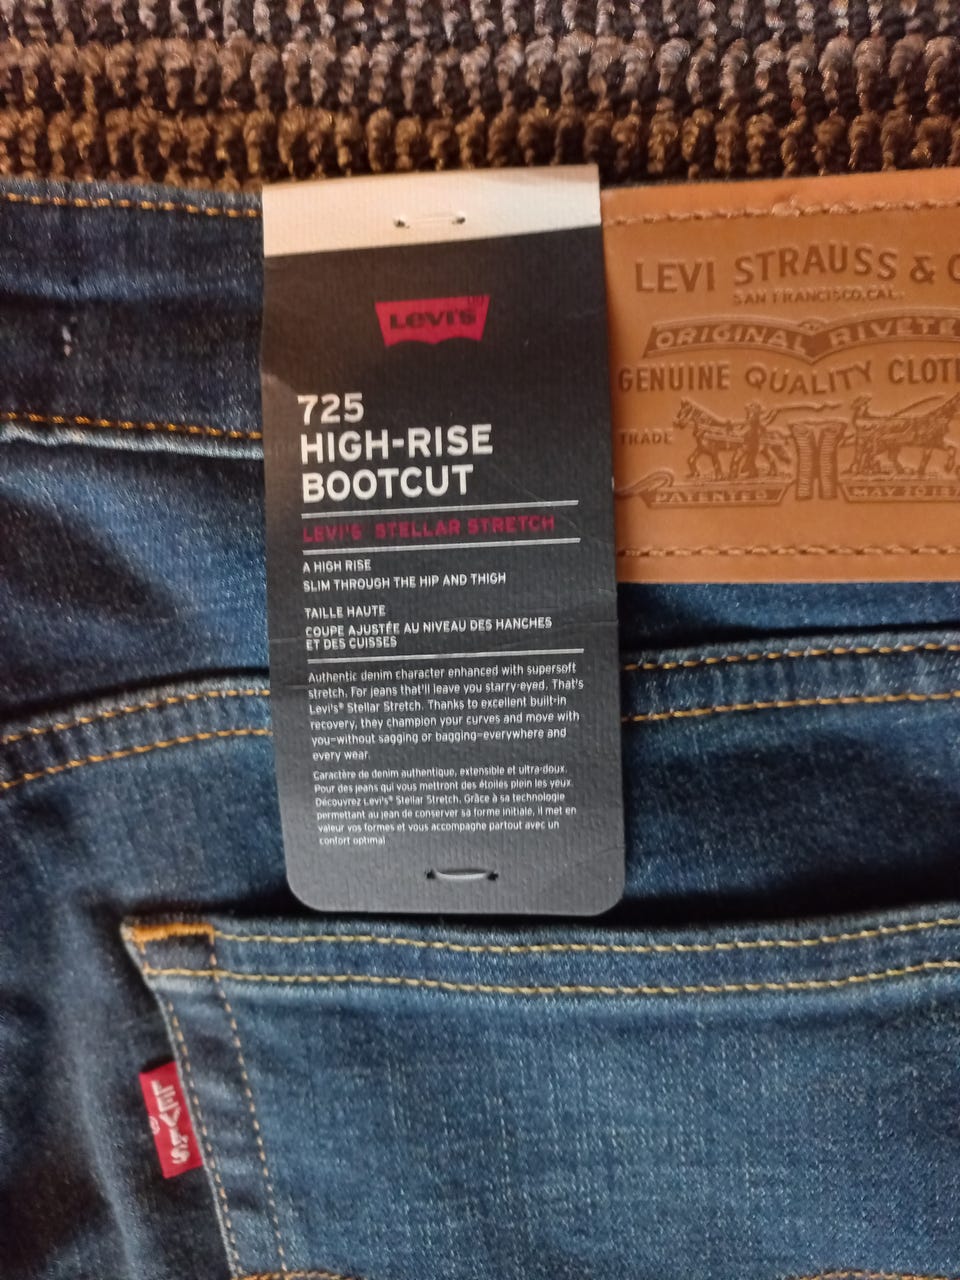 Levi's
725
HIGH-RISE
BOOTCUT
LEVI'S STELLAR STRETCH
A HIGH RISE
SLIM THROUGH THE HIP AND THIGH
TAILLE HAUTE
COUPE AJUSTÉE AU NIVEAU DES HANCHES
ET DES CUISSES
Authentic denim character enhanced with supersoft
stretch. For jeans that'll leave you starry-eyed. That's
Levi's® Stellar Stretch. Thanks to excellent built-in
recovery, they champion your curves and move with
you—without sagging or bagging—everywhere and
every wear.
Caractère de denim authentique, extensible et ultra-doux.
Pour des jeans qui vous mettront des étoiles plein les yeux.
Découvrez Levi's® Stellar Stretch. Grâce à sa technologie
permettant au jean de conserver sa forme initiale, il met en
valeur vos formes et vous accompagne partout avec un
confort optimal
LEVI STRAUSS & C
SAN FRANCISCO, CAL.
ORIGINAL RIVETE
GENUINE QUALITY CLOT
TRADE
PATENTED MAY 20 18
LEVI'S